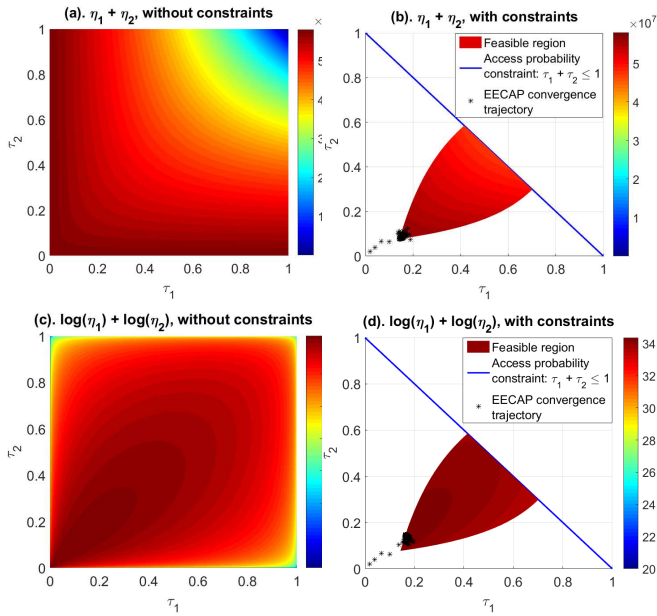 (a). η1 + η2, without constraints
×
1
0.8
0.6
0.4
0.2
0
τ2
0 0.2 0.4 0.6 0.8 1
τ1
5
4
3
2
1
0
(b). η1 + η2, with constraints
×10^7
Feasible region
Access probability
constraint: τ1 + τ2 ≤ 1
EECAP convergence
trajectory
1
0.8
0.6
0.4
0.2
0
τ2
0 0.2 0.4 0.6 0.8 1
τ1
5
4
3
2
1
(c). log(η1) + log(η2), without constraints
1
0.8
0.6
0.4
0.2
0
τ2
0 0.2 0.4 0.6 0.8 1
τ1
(d). log(η1) + log(η2), with constraints
Feasible region
Access probability
constraint: τ1 + τ2 ≤ 1
EECAP convergence
trajectory
1
0.8
0.6
0.4
0.2
0
τ2
0 0.2 0.4 0.6 0.8 1
τ1
34
32
30
28
26
24
22
20